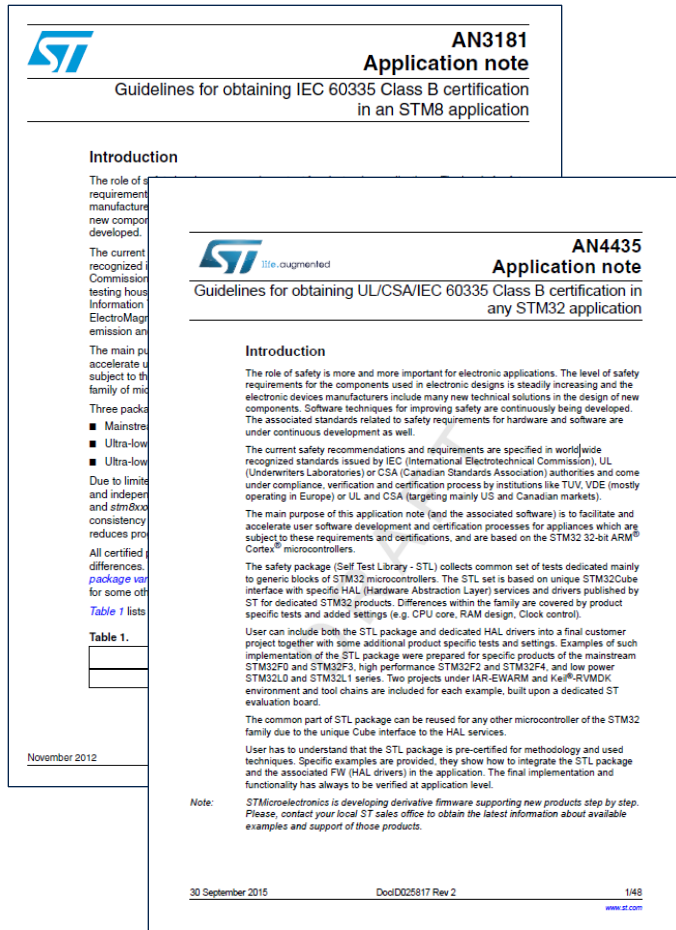 AN3181
Application note
Guidelines for obtaining IEC 60335 Class B certification
in an STM8 application
Introduction
The role of s
requirement
manufacture
new compor
developed.
The current
recognized i
Commission
testing hous
Information
ElectroMagr
emission an
The main pu
accelerate u
subject to th
family of mic
Three packa
■ Mainstrea
■ Ultra-low
■ Ultra-low
Due to limite
and indepen
and stm8xxx
consistency
reduces pro
All certified p
differences.
package var
for some oth
Table 1 lists
Table 1.
November 2012
ST life.augmented
AN4435
Application note
Guidelines for obtaining UL/CSA/IEC 60335 Class B certification in
any STM32 application
Introduction
The role of safety is more and more important for electronic applications. The level of safety
requirements for the components used in electronic designs is steadily increasing and the
electronic devices manufacturers include many new technical solutions in the design of new
components. Software techniques for improving safety are continuously being developed.
The associated standards related to safety requirements for hardware and software are
under continuous development as well.
The current safety recommendations and requirements are specified in worldwide
recognized standards issued by IEC (International Electrotechnical Commission), UL
(Underwriters Laboratories) or CSA (Canadian Standards Association) authorities and come
under compliance, verification and certification process by institutions like TUV, VDE (mostly
operating in Europe) or UL and CSA (targeting mainly US and Canadian markets).
The main purpose of this application note (and the associated software) is to facilitate and
accelerate user software development and certification processes for appliances which are
subject to these requirements and certifications, and are based on the STM32 32-bit ARM®
Cortex® microcontrollers.
The safety package (Self Test Library - STL) collects common set of tests dedicated mainly
to generic blocks of STM32 microcontrollers. The STL set is based on unique STM32Cube
interface with specific HAL (Hardware Abstraction Layer) services and drivers published by
ST for dedicated STM32 products. Differences within the family are covered by product
specific tests and added settings (e.g. CPU core, RAM design, Clock control).
User can include both the STL package and dedicated HAL drivers into a final customer
project together with some additional product specific tests and settings. Examples of such
implementation of the STL package were prepared for specific products of the mainstream
STM32F0 and STM32F3, high performance STM32F2 and STM32F4, and low power
STM32L0 and STM32L1 series. Two projects under IAR-EWARM and Keil®-RVMDK
environment and tool chains are included for each example, built upon a dedicated ST
evaluation board.
The common part of STL package can be reused for any other microcontroller of the STM32
family due to the unique Cube interface to the HAL services.
User has to understand that the STL package is pre-certified for methodology and used
techniques. Specific examples are provided, they show how to integrate the STL package
and the associated FW (HAL drivers) in the application. The final implementation and
functionality has always to be verified at application level.
Note: STMicroelectronics is developing derivative firmware supporting new products step by step.
Please, contact your local ST sales office to obtain the latest information about available
examples and support of those products.
30 September 2015 DocID025817 Rev 2 1/48
www.st.com
DRAFT